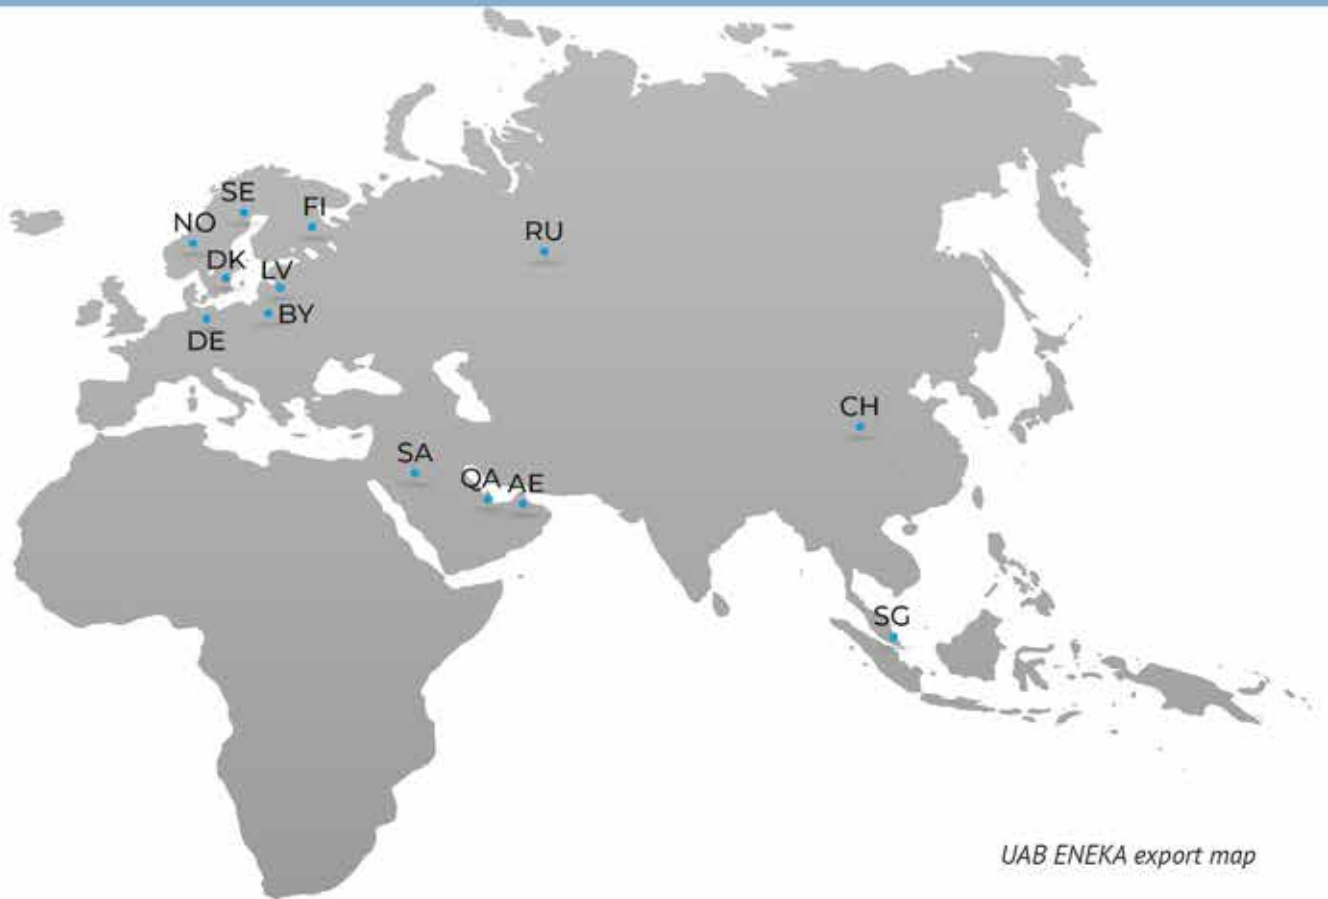 SE
FI
NO
RU
DK
LV
BY
DE
CH
SA
QA
AE
SG
UAB ENEKA export map